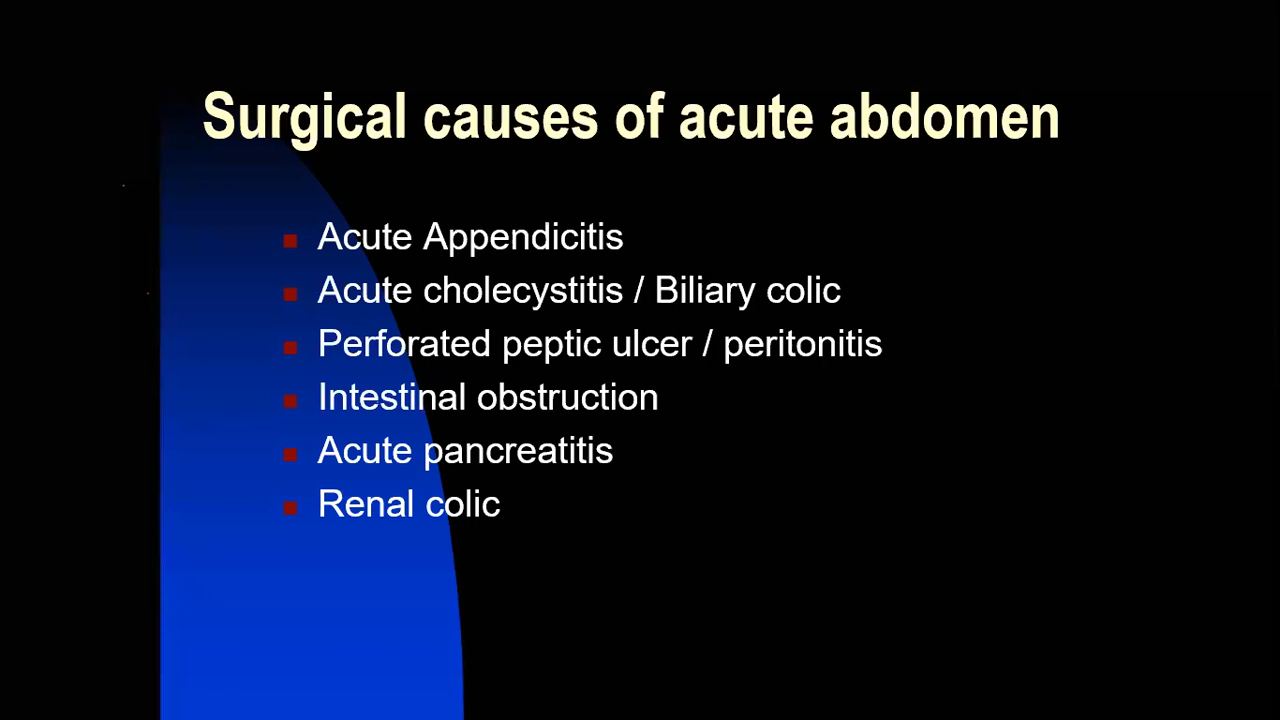 Surgical causes of acute abdomen
Acute Appendicitis
Acute cholecystitis / Biliary colic
Perforated peptic ulcer / peritonitis
Intestinal obstruction
Acute pancreatitis
Renal colic